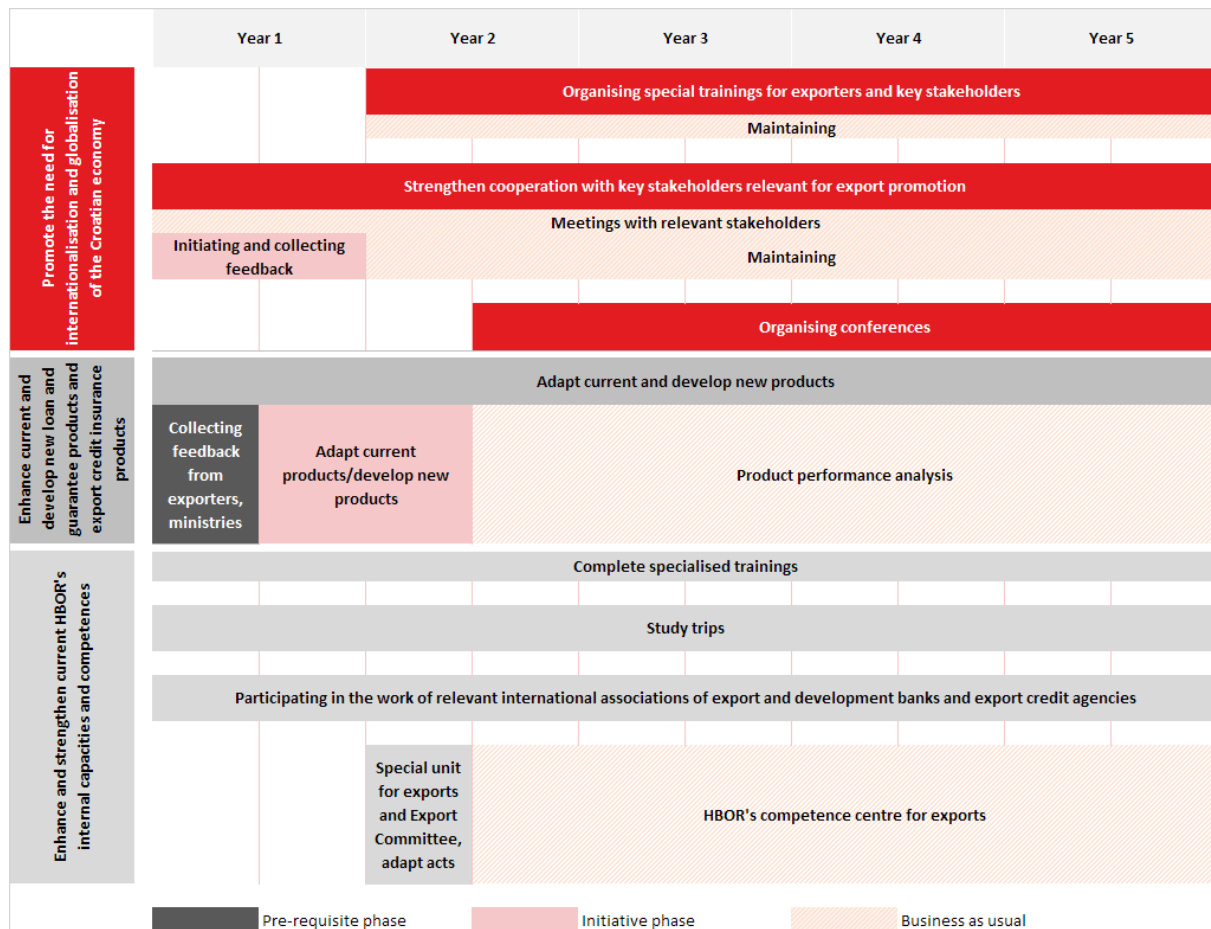 Year 1
Year 2
Year 3
Year 4
Year 5
Promote the need for
internationalisation and globalisation
of the Croatian economy
Organising special trainings for exporters and key stakeholders
Maintaining
Strengthen cooperation with key stakeholders relevant for export promotion
Meetings with relevant stakeholders
Initiating and collecting
feedback
Maintaining
Organising conferences
Enhance current and
develop new loan and
guarantee products and
export credit insurance
products
Adapt current and develop new products
Collecting
feedback
from
exporters,
ministries
Adapt current
products/develop new
products
Product performance analysis
Enhance and strengthen current HBOR's
internal capacities and competences
Complete specialised trainings
Study trips
Participating in the work of relevant international associations of export and development banks and export credit agencies
Special unit
for exports
and Export
Committee,
adapt acts
HBOR's competence centre for exports
Pre-requisite phase
Initiative phase
Business as usual